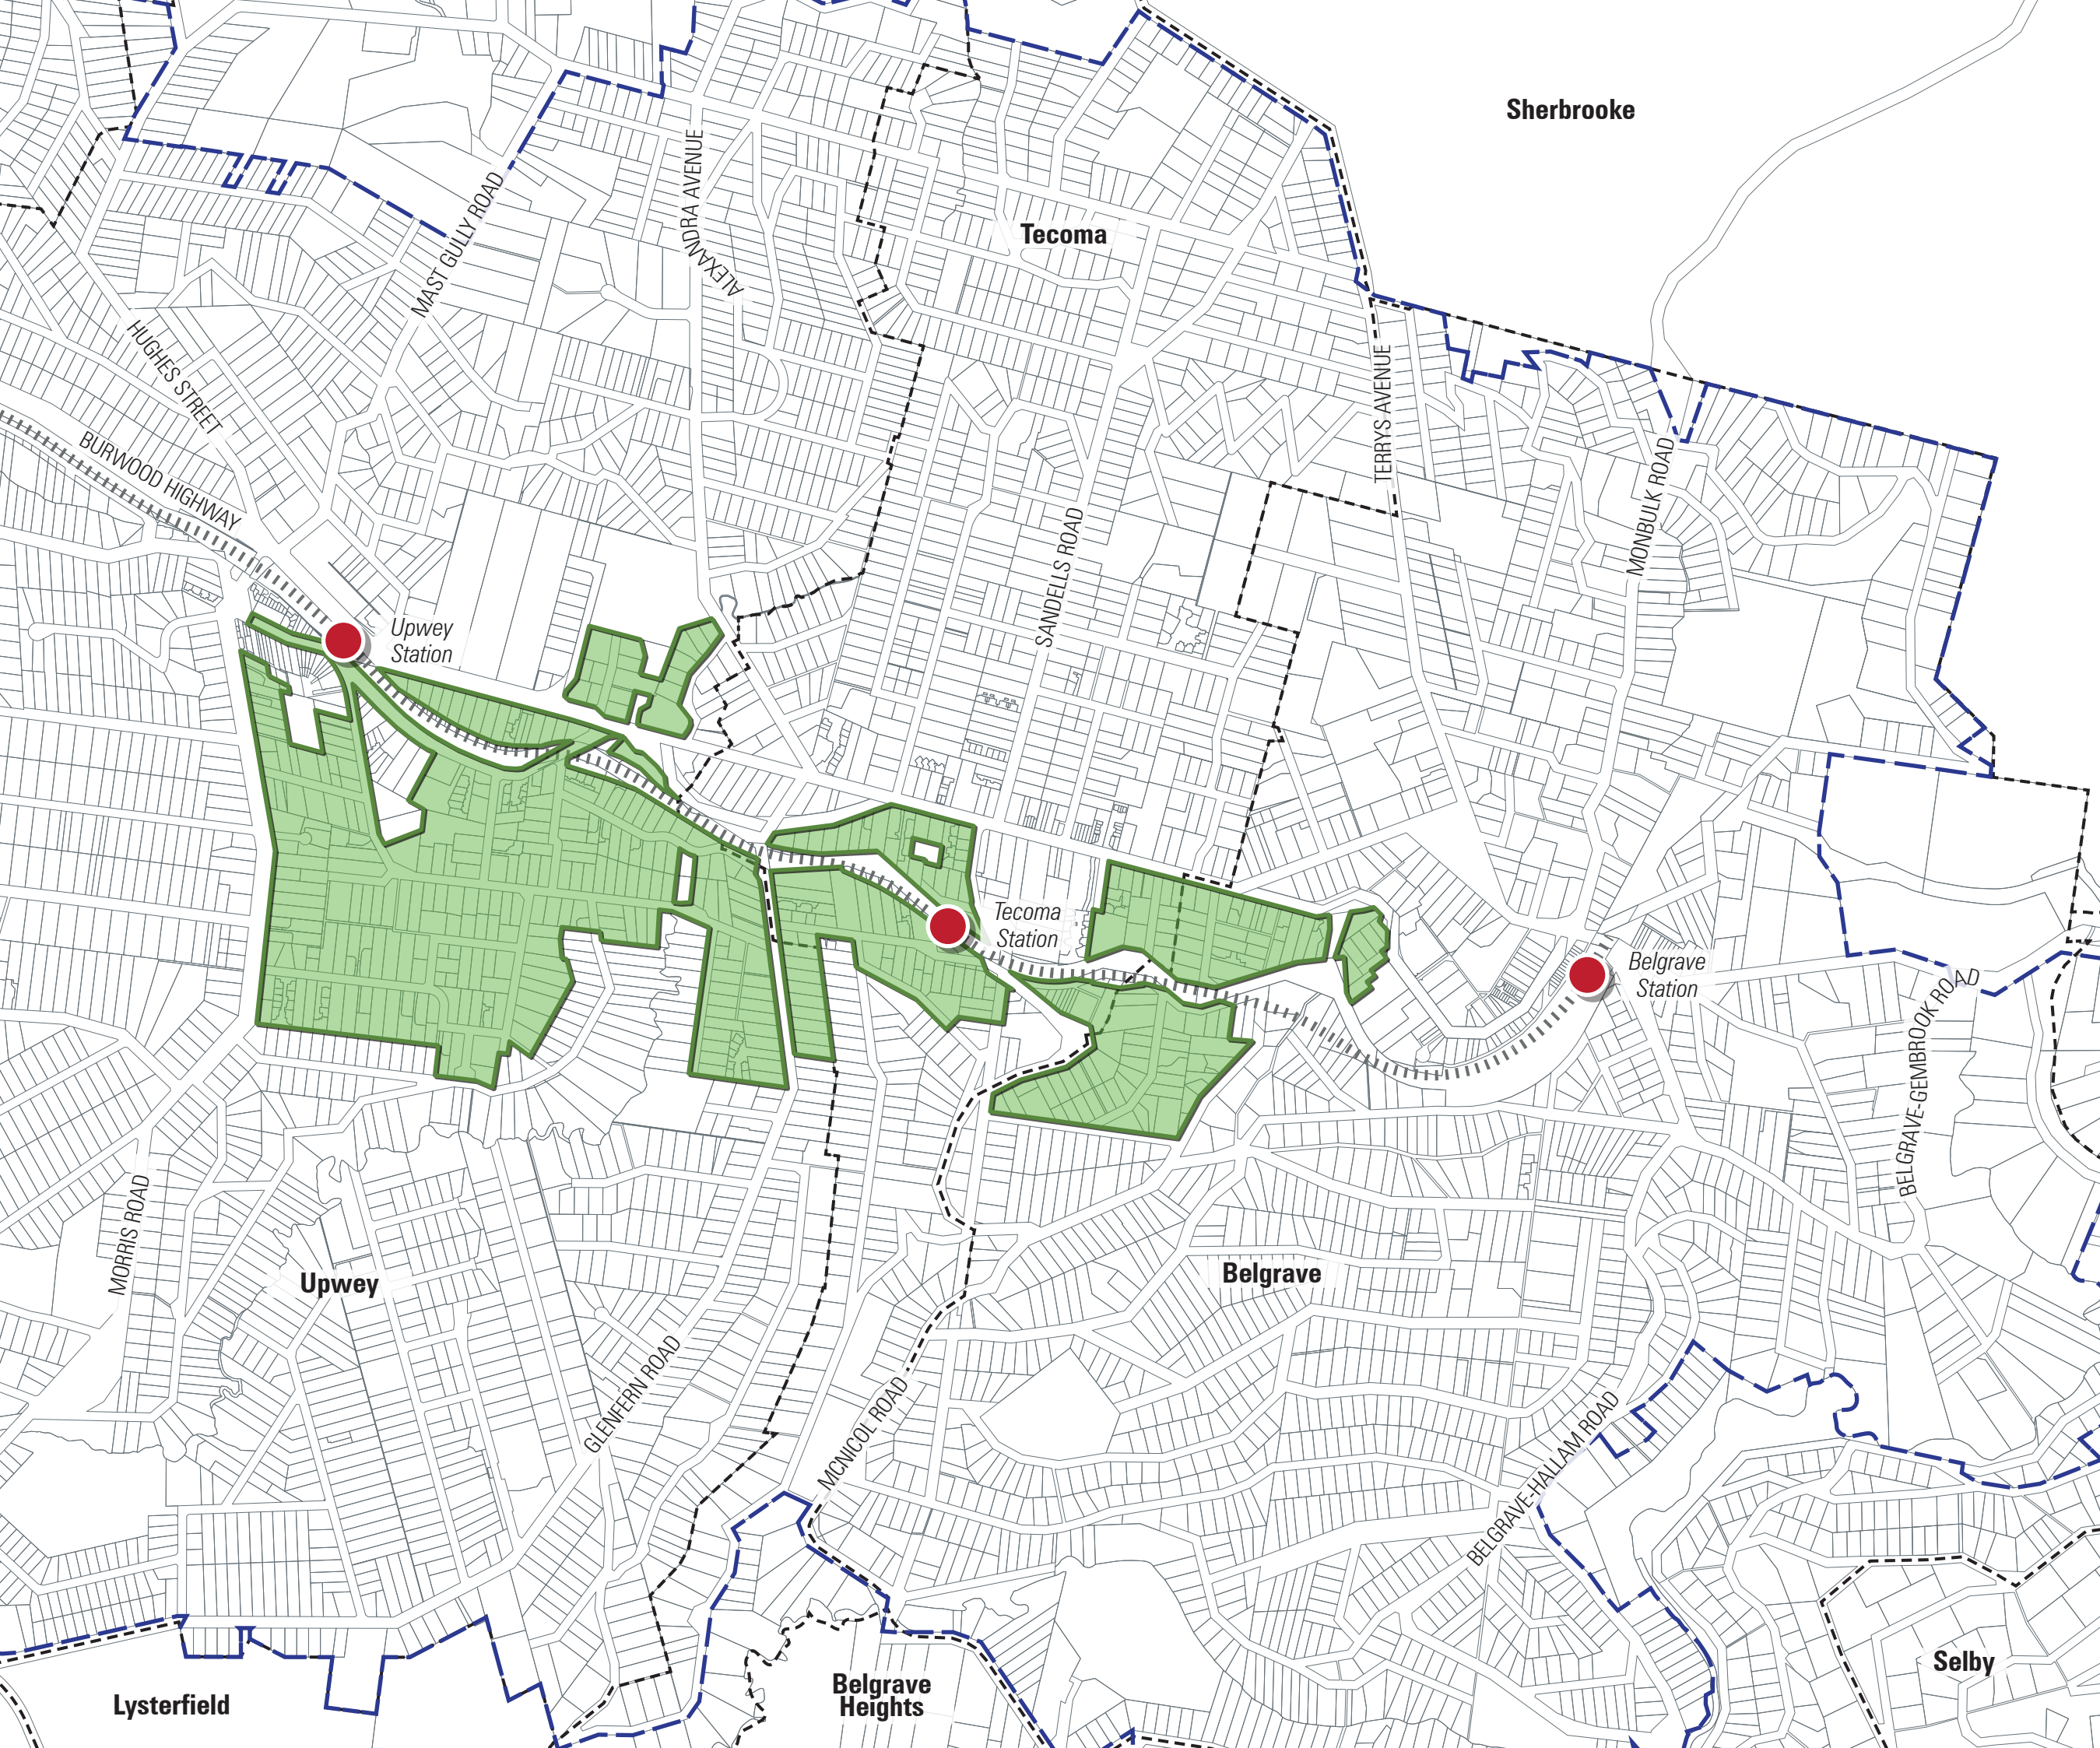 Sherbrooke
ALEXANDRA AVENUE
MAST GULLY ROAD
Tecoma
HUGHES STREET
TERRYS AVENUE
BURWOOD HIGHWAY
MONBULK ROAD
SANDELLS ROAD
Upwey
Station
Tecoma
Station
Belgrave
Station
BELGRAVE-GEMBROOK ROAD
MORRIS ROAD
Upwey
Belgrave
GLENFERN ROAD
MCNICOL ROAD
BELGRAVE-HALLAM ROAD
Lysterfield
Belgrave
Heights
Selby